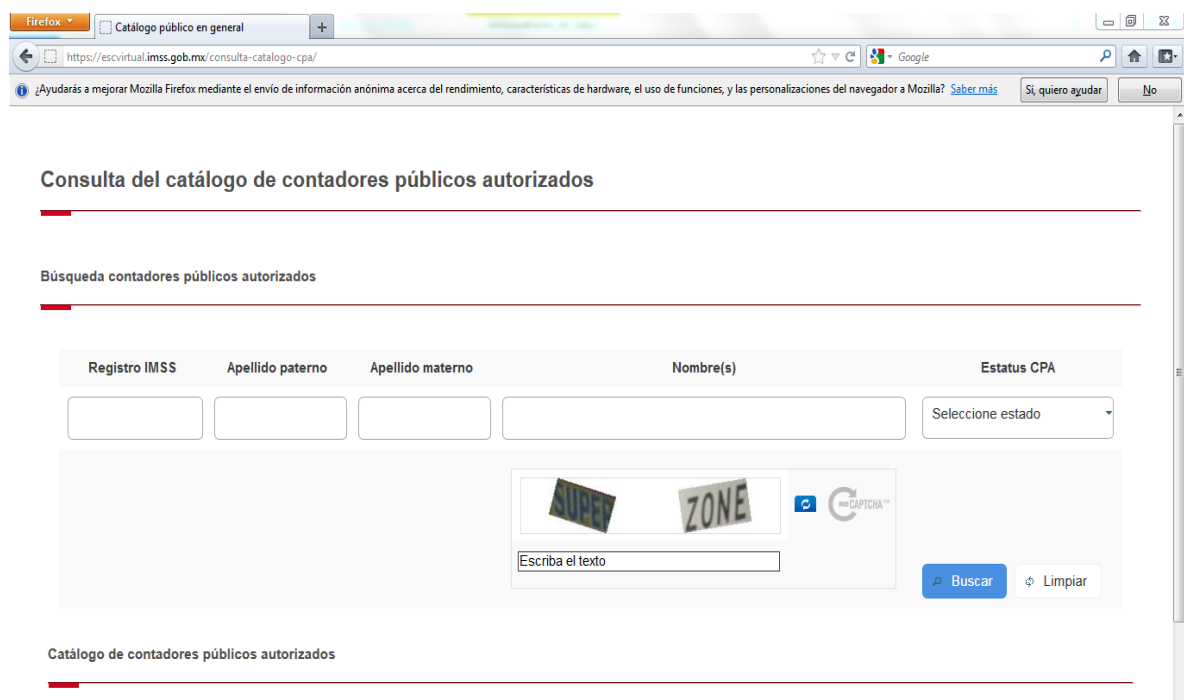 Firefox
Catálogo público en general
+
https://escvirtual.imss.gob.mx/consulta-catalogo-cpa/
Google
¿Ayudarás a mejorar Mozilla Firefox mediante el envío de información anónima acerca del rendimiento, características de hardware, el uso de funciones, y las personalizaciones del navegador a Mozilla? Saber más
Sí, quiero ayudar
No
Consulta del catálogo de contadores públicos autorizados
Búsqueda contadores públicos autorizados
Registro IMSS Apellido paterno Apellido materno Nombre(s) Estatus CPA
Seleccione estado
SUPER ZONE
reCAPTCHA™
Escriba el texto
Buscar Limpiar
Catálogo de contadores públicos autorizados